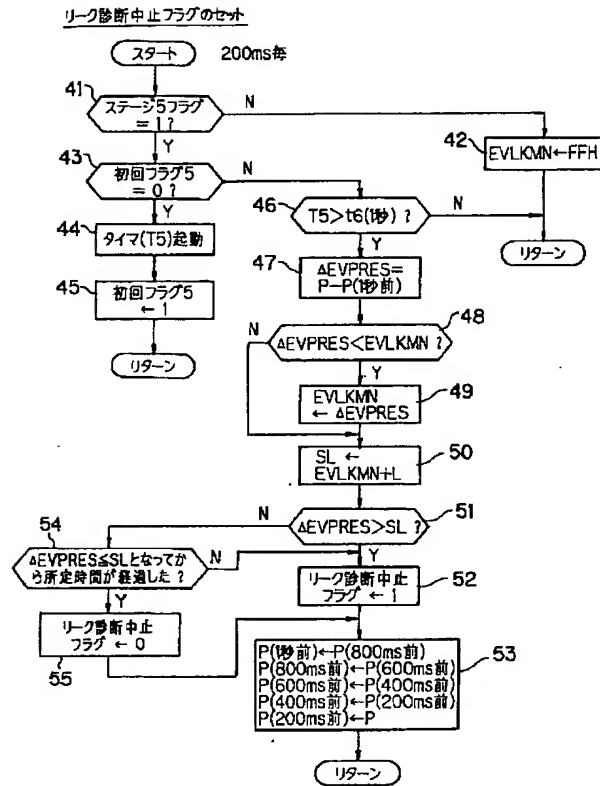 リーク診断中止フラグのセット
スタート
200ms毎
41
ステージ5フラグ
=1?
N
Y
42
EVLKMN←FFH
リターン
43
初回フラグ5
=0?
N
Y
44
タイマ(T5)起動
45
初回フラグ5
←1
リターン
46
T5>t6(1秒)?
N
Y
47
ΔEVPRES=
P−P(1秒前)
48
ΔEVPRES<EVLKMN?
N
Y
49
EVLKMN
←ΔEVPRES
50
SL←
EVLKMN+L
51
ΔEVPRES>SL?
N
Y
54
ΔEVPRES≦SLとなってか
ら所定時間が経過した?
N
Y
52
リーク診断中止
フラグ←1
55
リーク診断中止
フラグ←0
53
P(1秒前)←P(800ms前)
P(800ms前)←P(600ms前)
P(600ms前)←P(400ms前)
P(400ms前)←P(200ms前)
P(200ms前)←P
リターン